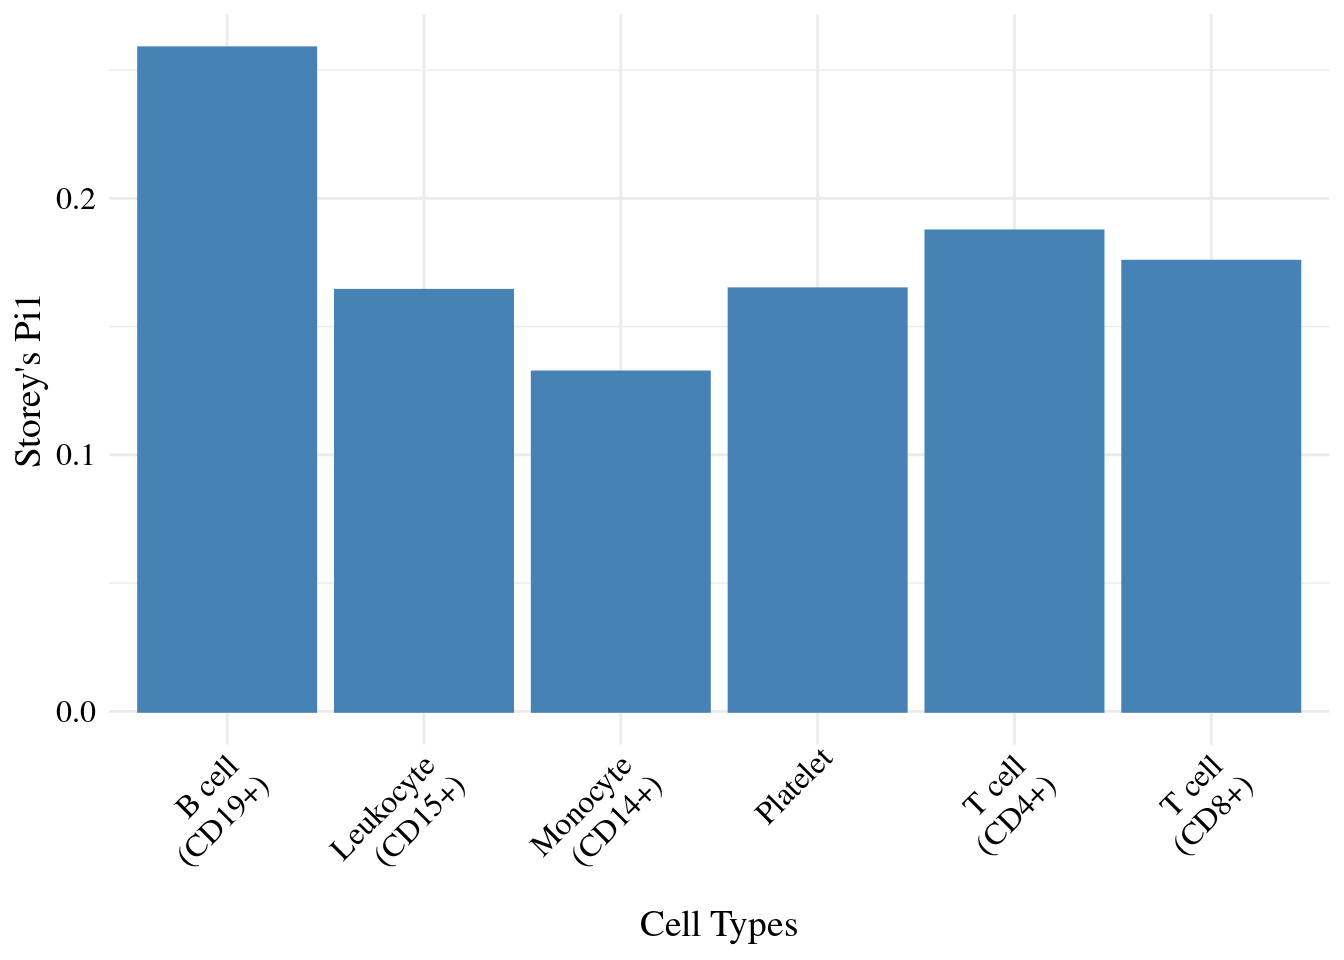 Storey's Pi1
0.2
0.1
0.0
B cell
(CD19+)
Leukocyte
(CD15+)
Monocyte
(CD14+)
Platelet
T cell
(CD4+)
T cell
(CD8+)
Cell Types